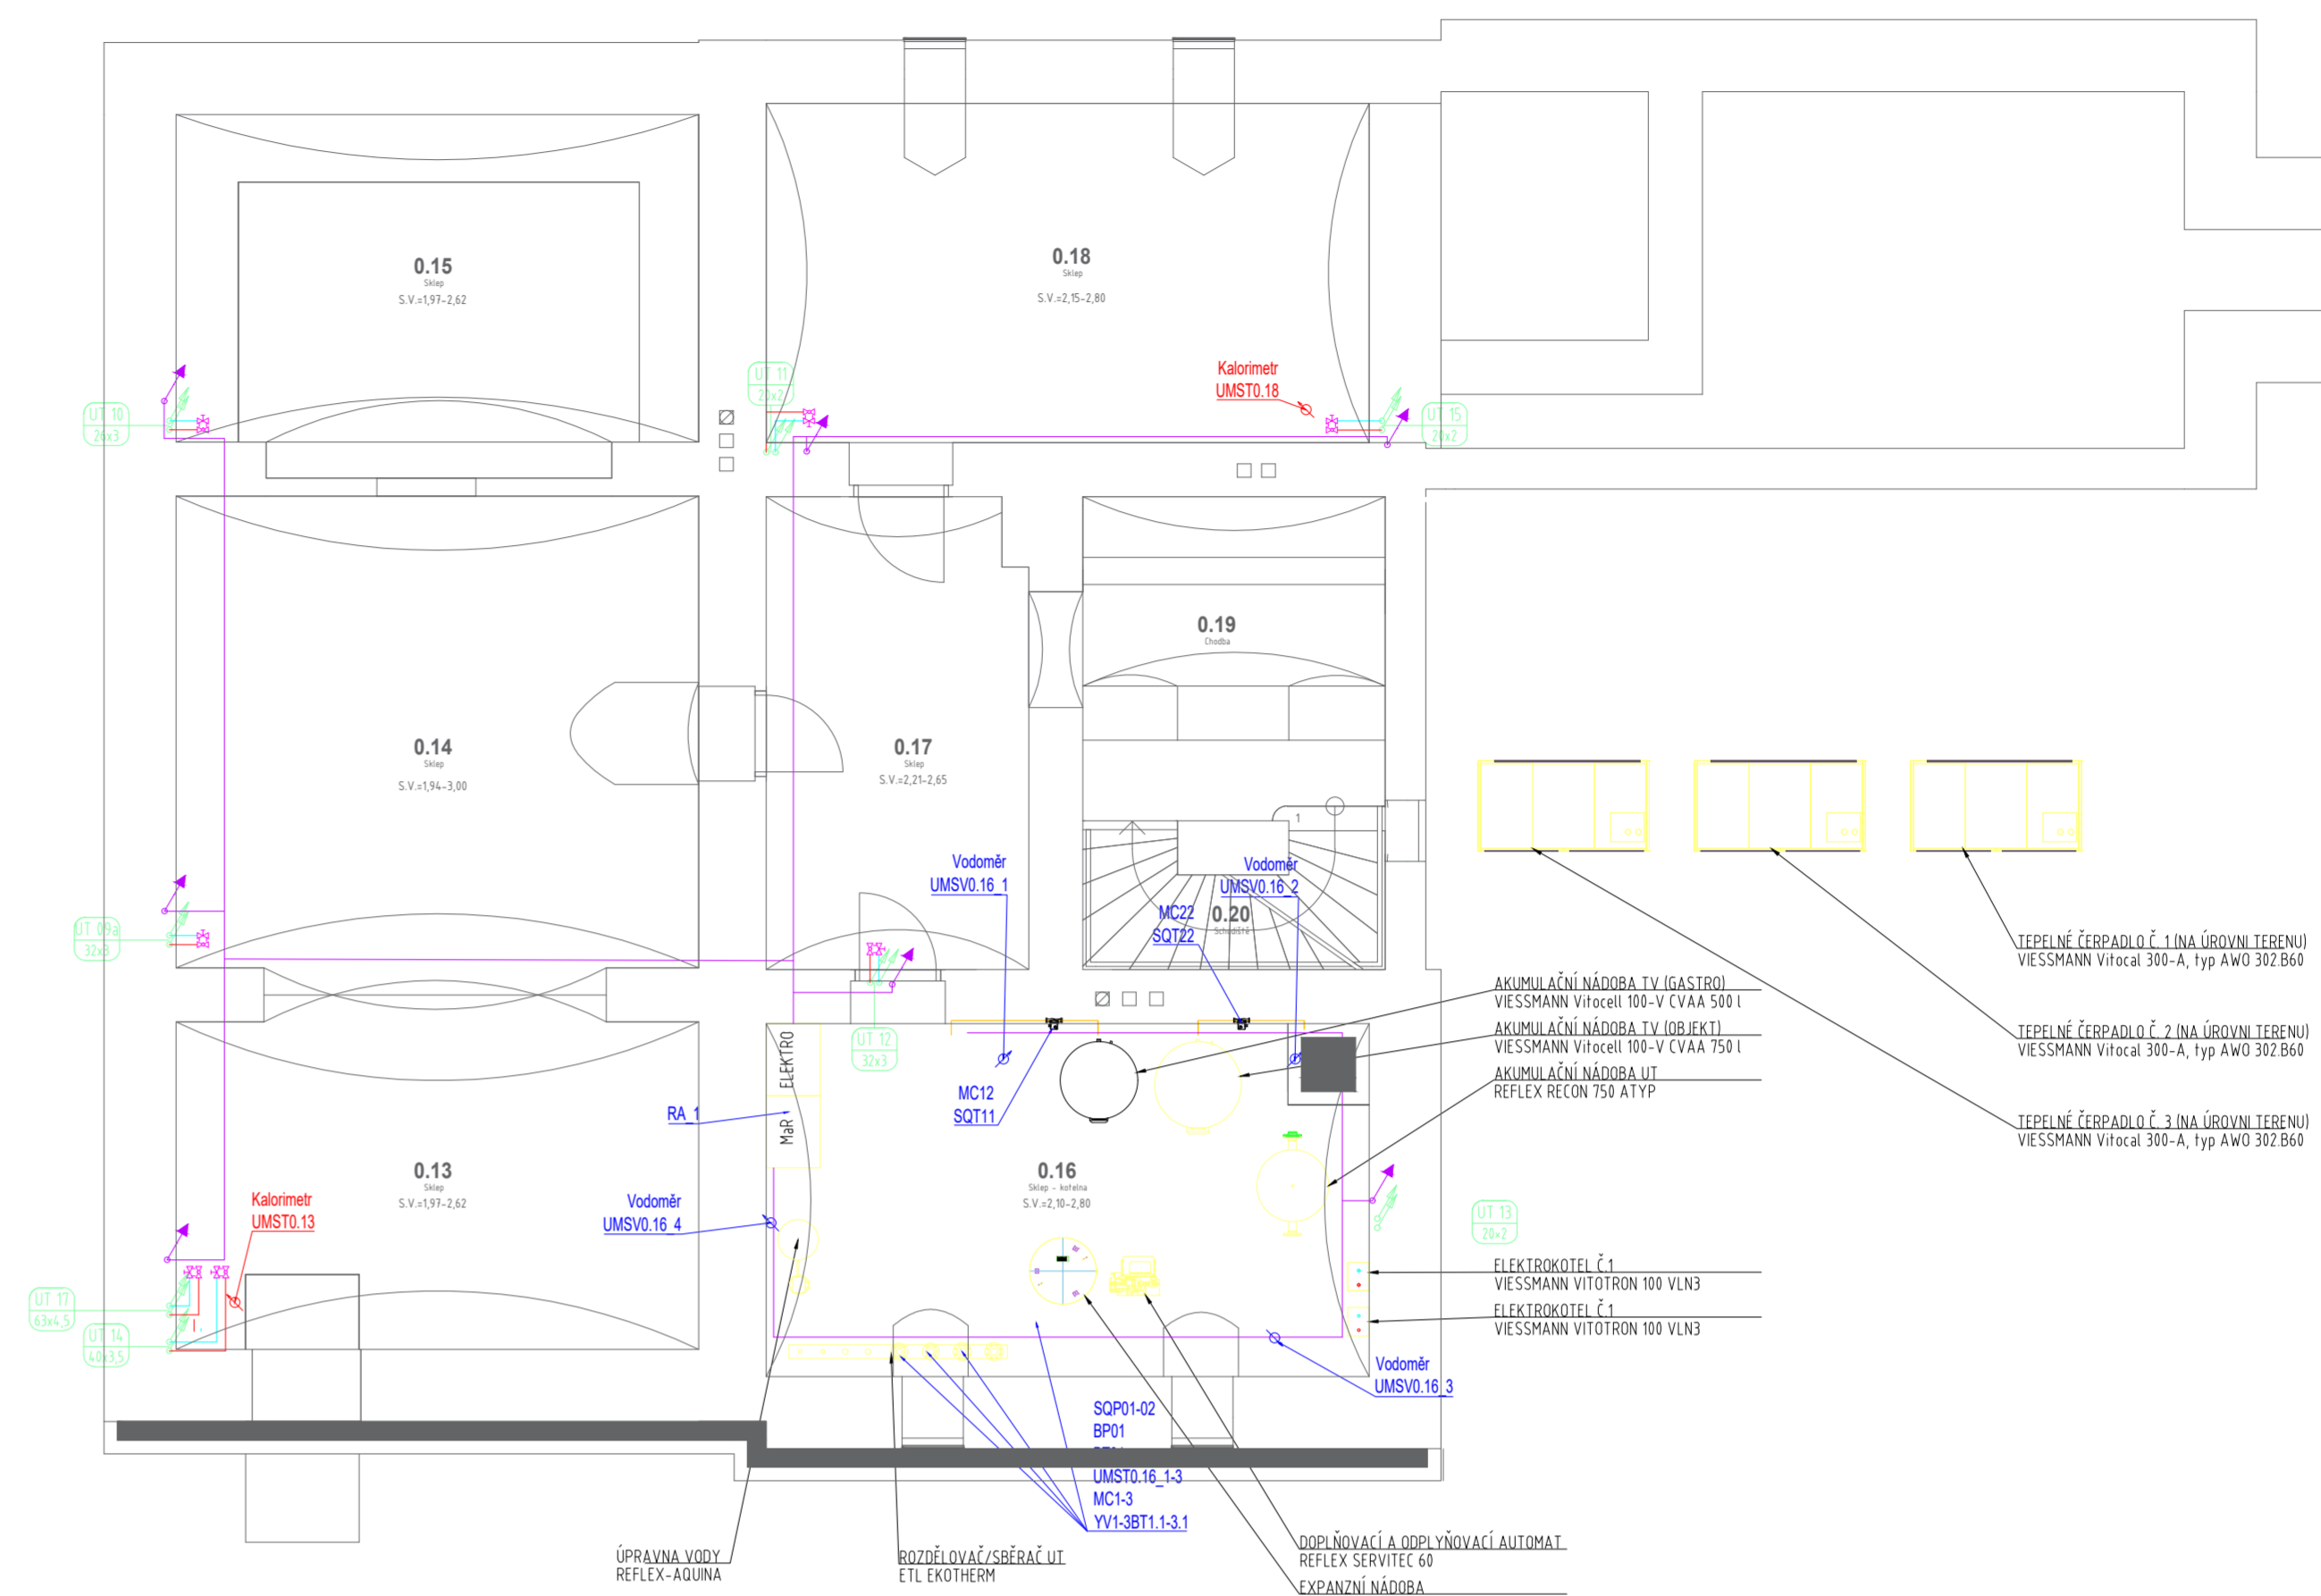 0.15
Sklep
S.V.=1,97-2,62
0.18
Sklep
S.V.=2,15-2,80
Kalorimetr
UMST0.18
UT 10
26x3
UT 11
20x2
UT 15
20x2
0.14
Sklep
S.V.=1,94-3,00
0.17
Sklep
S.V.=2,21-2,65
0.19
Chodba
1
Vodoměr
UMSV0.16_1
Vodoměr
UMSV0.16_2
MC22
SQT22
0.20
Schodiště
UT 09a
32x3
UT 12
32x3
TEPELNÉ ČERPADLO Č. 1 (NA ÚROVNI TERENU)
VIESSMANN Vitocal 300-A, typ AWO 302.B60
TEPELNÉ ČERPADLO Č. 2 (NA ÚROVNI TERENU)
VIESSMANN Vitocal 300-A, typ AWO 302.B60
TEPELNÉ ČERPADLO Č. 3 (NA ÚROVNI TERENU)
VIESSMANN Vitocal 300-A, typ AWO 302.B60
AKUMULAČNÍ NÁDOBA TV (GASTRO)
VIESSMANN Vitocell 100-V CVAA 500 l
AKUMULAČNÍ NÁDOBA TV (OBJEKT)
VIESSMANN Vitocell 100-V CVAA 750 l
AKUMULAČNÍ NÁDOBA UT
REFLEX RECON 750 ATYP
ELEKTRO
MaR
RA_1
MC12
SQT11
0.13
Sklep
S.V.=1,97-2,62
Kalorimetr
UMST0.13
Vodoměr
UMSV0.16_4
0.16
Sklep - kotelna
S.V.=2,10-2,80
UT 13
20x2
UT 17
63x4,5
UT 14
40x3,5
ELEKTROKOTEL Č.1
VIESSMANN VITOTRON 100 VLN3
ELEKTROKOTEL Č.1
VIESSMANN VITOTRON 100 VLN3
Vodoměr
UMSV0.16_3
SQP01-02
BP01
UMST0.16_1-3
MC1-3
YV1-3BT1.1-3.1
ÚPRAVNA VODY
REFLEX-AQUINA
ROZDĚLOVAČ/SBĚRAČ UT
ETL EKOTHERM
DOPLŇOVACÍ A ODPLYŇOVACÍ AUTOMAT
REFLEX SERVITEC 60
EXPANZNÍ NÁDOBA